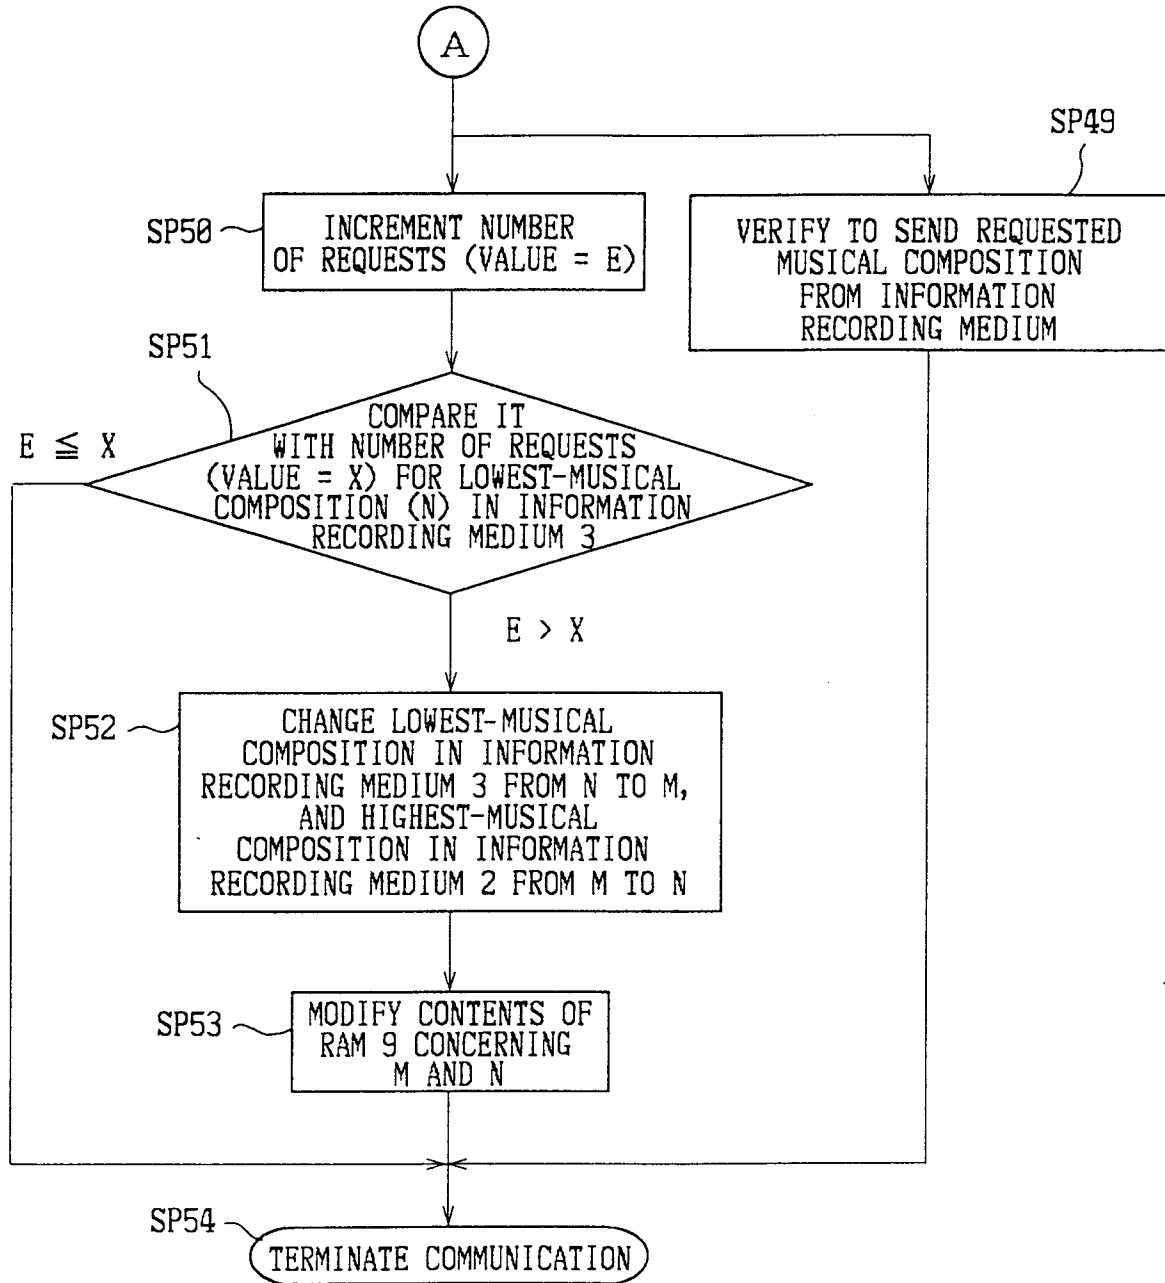 A
SP49
SP50
INCREMENT NUMBER
OF REQUESTS (VALUE = E)
VERIFY TO SEND REQUESTED
MUSICAL COMPOSITION
FROM INFORMATION
RECORDING MEDIUM
SP51
E ≦ X
COMPARE IT
WITH NUMBER OF REQUESTS
(VALUE = X) FOR LOWEST-MUSICAL
COMPOSITION (N) IN INFORMATION
RECORDING MEDIUM 3
E > X
SP52
CHANGE LOWEST-MUSICAL
COMPOSITION IN INFORMATION
RECORDING MEDIUM 3 FROM N TO M,
AND HIGHEST-MUSICAL
COMPOSITION IN INFORMATION
RECORDING MEDIUM 2 FROM M TO N
SP53
MODIFY CONTENTS OF
RAM 9 CONCERNING
M AND N
SP54
TERMINATE COMMUNICATION